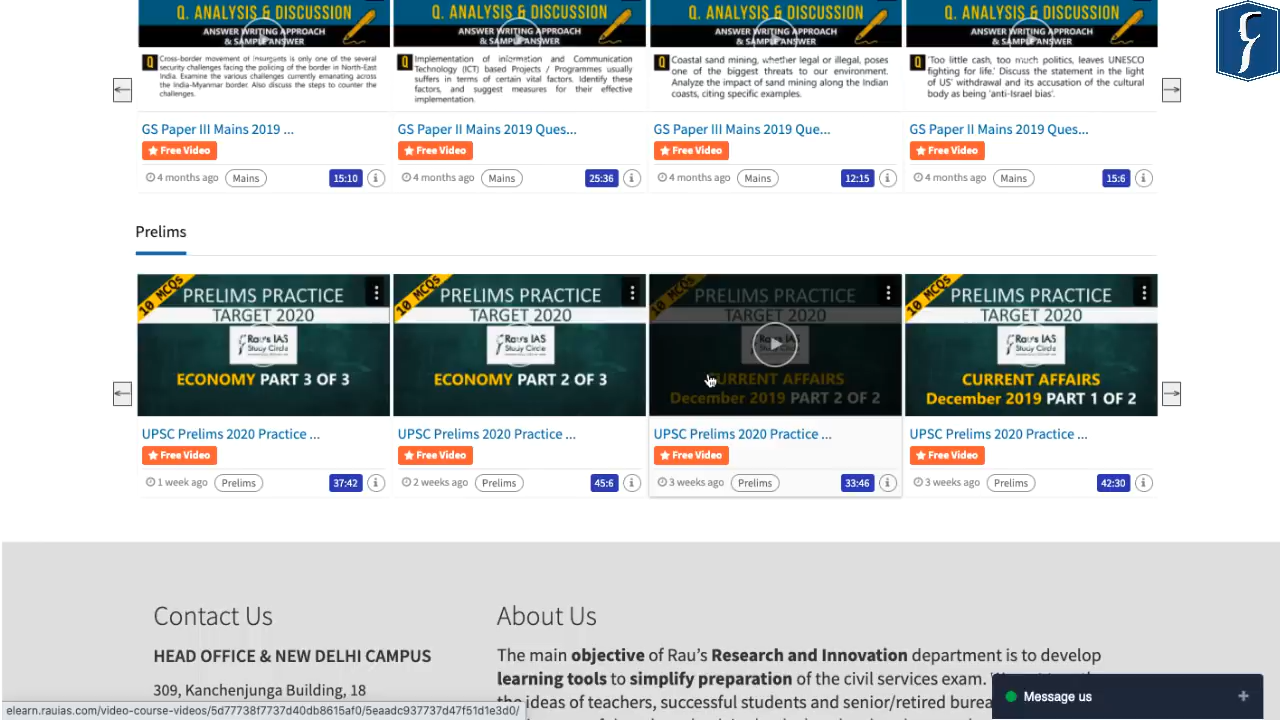 Q. ANALYSIS & DISCUSSION
ANSWER WRITING APPROACH
& SAMPLE ANSWER
Q Cross-border movement of insurgents is only one of the several
security challenges facing the policing of the border in North-East
India. Examine the various challenges currently emanating across
the India-Myanmar border. Also discuss the steps to counter the
challenges.
GS Paper III Mains 2019 ...
Free Video
4 months ago Mains 15:10 i
Q. ANALYSIS & DISCUSSION
ANSWER WRITING APPROACH
& SAMPLE ANSWER
Q Implementation of information and Communication
Technology (ICT) based Projects / Programmes usually
suffers in terms of certain vital factors. Identify these
factors, and suggest measures for their effective
implementation.
GS Paper II Mains 2019 Ques...
Free Video
4 months ago Mains 25:36 i
Q. ANALYSIS & DISCUSSION
ANSWER WRITING APPROACH
& SAMPLE ANSWER
Q Coastal sand mining, whether legal or illegal, poses
one of the biggest threats to our environment.
Analyze the impact of sand mining along the Indian
coasts, citing specific examples.
GS Paper III Mains 2019 Que...
Free Video
4 months ago Mains 12:15 i
Q. ANALYSIS & DISCUSSION
ANSWER WRITING APPROACH
& SAMPLE ANSWER
Q 'Too little cash, too much politics, leaves UNESCO
fighting for life.' Discuss the statement in the light
of US' withdrawal and its accusation of the cultural
body as being 'anti-Israel bias'.
GS Paper II Mains 2019 Ques...
Free Video
4 months ago Mains 15:6 i
Prelims
10 MCQs
PRELIMS PRACTICE
TARGET 2020
Rau's IAS
Study Circle
ECONOMY PART 3 OF 3
UPSC Prelims 2020 Practice ...
Free Video
1 week ago Prelims 37:42 i
10 MCQs
PRELIMS PRACTICE
TARGET 2020
Rau's IAS
Study Circle
ECONOMY PART 2 OF 3
UPSC Prelims 2020 Practice ...
Free Video
2 weeks ago Prelims 45:6 i
10 MCQs
PRELIMS PRACTICE
TARGET 2020
Rau's IAS
Study Circle
CURRENT AFFAIRS
December 2019 PART 2 OF 2
UPSC Prelims 2020 Practice ...
Free Video
3 weeks ago Prelims 33:46 i
10 MCQs
PRELIMS PRACTICE
TARGET 2020
Rau's IAS
Study Circle
CURRENT AFFAIRS
December 2019 PART 1 OF 2
UPSC Prelims 2020 Practice ...
Free Video
3 weeks ago Prelims 42:30 i
Contact Us
HEAD OFFICE & NEW DELHI CAMPUS
309, Kanchenjunga Building, 18
About Us
The main objective of Rau's Research and Innovation department is to develop
learning tools to simplify preparation of the civil services exam.
the ideas of teachers, successful students and senior/retired
Message us
elearn.rauias.com/video-course-videos/5d77738f7737d40db8615af0/5eaadc937737d47f51d1e3d0/